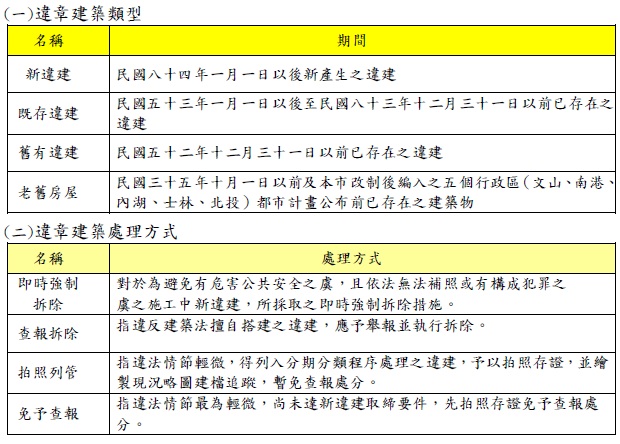 (一)違章建築類型
名稱 期間
新違建 民國八十四年一月一日以後新產生之違建
既存違建 民國五十三年一月一日以後至民國八十三年十二月三十一日以前已存在之
違建
舊有違建 民國五十二年十二月三十一日以前已存在之違建
老舊房屋 民國三十五年十月一日以前及本市改制後編入之五個行政區(文山、南港、
內湖、士林、北投)都市計畫公布前已存在之建築物
(二)違章建築處理方式
名稱 處理方式
即時強制
拆除
對於為避免有危害公共安全之虞,且依法無法補照或有構成犯罪之
虞之施工中新違建,所採取之即時強制拆除措施。
查報拆除 指違反建築法擅自搭建之違建,應予舉報並執行拆除。
拍照列管 指違法情節輕微,得列入分期分類程序處理之違建,予以拍照存證,並繪
製現況略圖建檔追蹤,暫免查報處分。
免予查報 指違法情節最為輕微,尚未達新違建取締要件,先拍照存證免予查報處
分。